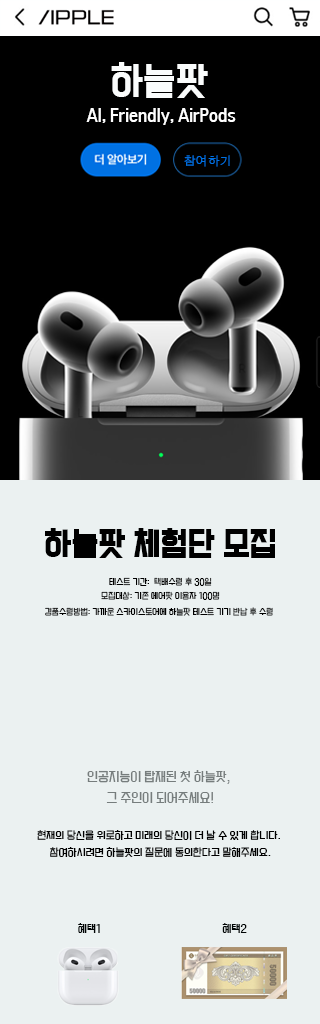 /IPPLE
하늘팟
AI, Friendly, AirPods
더 알아보기
참여하기
하늘팟 체험단 모집
테스트 기간: 택배수령 후 30일
모집대상: 기존 에어팟 이용자 100명
경품수령방법: 가까운 스카이스토어에 하늘팟 테스트 기기 반납 후 수령
인공지능이 탑재된 첫 하늘팟,
그 주인이 되어주세요!
현재의 당신을 위로하고 미래의 당신이 더 날 수 있게 합니다.
참여하시려면 하늘팟의 질문에 동의한다고 말해주세요.
혜택1
혜택2
50000
50000